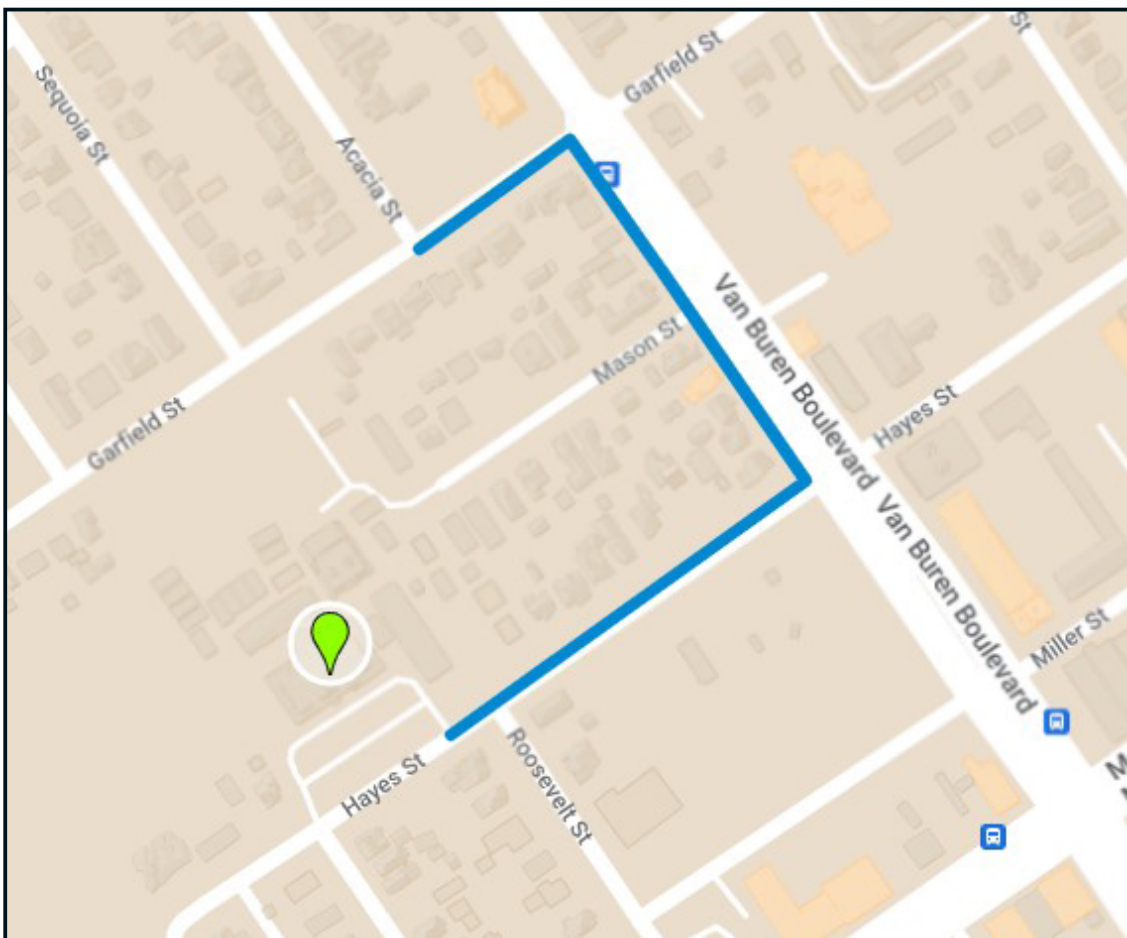 St
Garfield St
Sequoia St
Acacia St
Van Buren Boulevard
Mason St
Hayes St
Garfield St
Van Buren Boulevard
Miller St
Roosevelt St
Hayes St